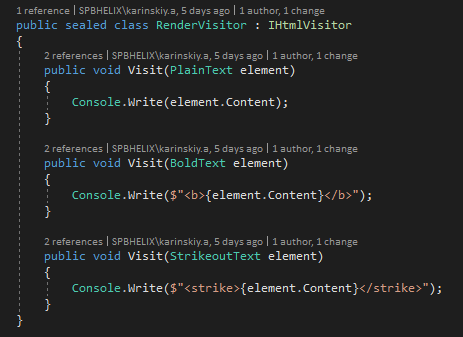 1 reference | SPBHELIX\karinskiy.a, 5 days ago | 1 author, 1 change
public sealed class RenderVisitor : IHtmlVisitor
{
2 references | SPBHELIX\karinskiy.a, 5 days ago | 1 author, 1 change
public void Visit(PlainText element)
{
Console.Write(element.Content);
}
2 references | SPBHELIX\karinskiy.a, 5 days ago | 1 author, 1 change
public void Visit(BoldText element)
{
Console.Write($"<b>{element.Content}</b>");
}
2 references | SPBHELIX\karinskiy.a, 5 days ago | 1 author, 1 change
public void Visit(StrikeoutText element)
{
Console.Write($"<strike>{element.Content}</strike>");
}
}